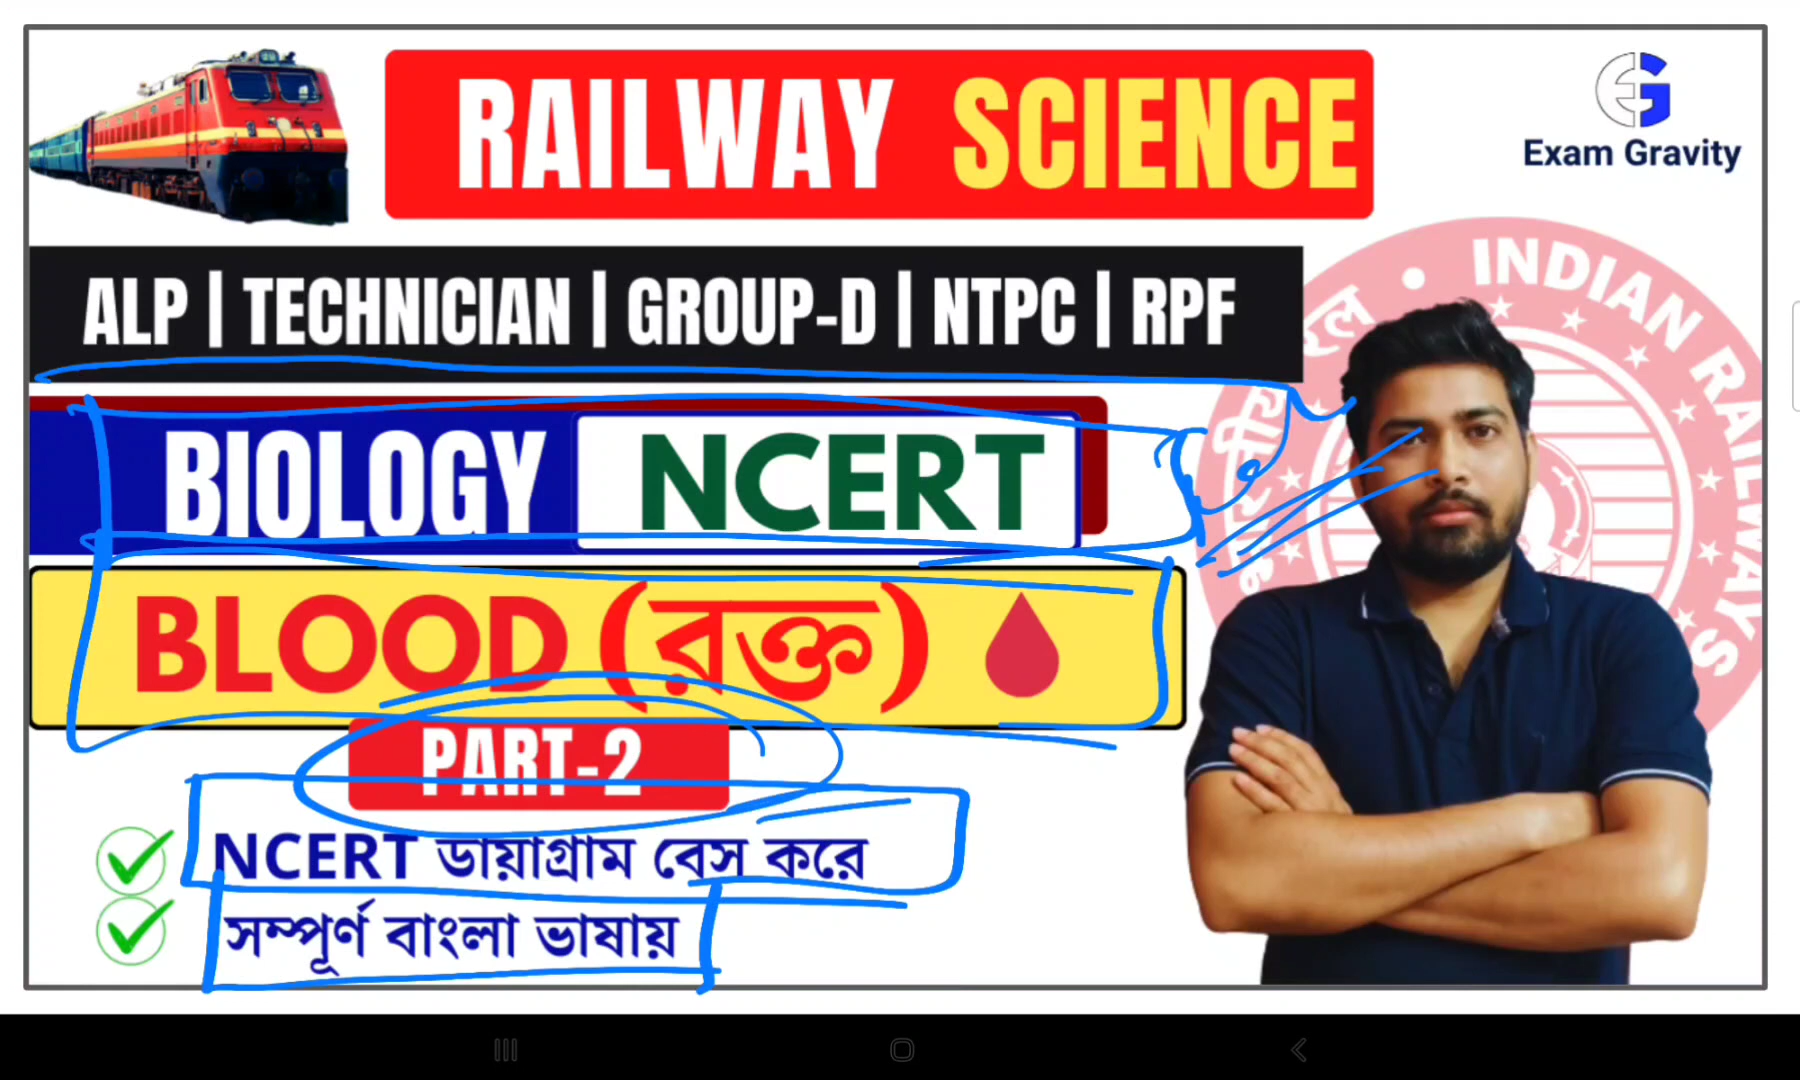 RAILWAY SCIENCE
Exam Gravity
ALP | TECHNICIAN | GROUP-D | NTPC | RPF
INDIAN RAILWAYS
BIOLOGY NCERT
BLOOD (রক্ত)
PART-2
NCERT ডায়াগ্রাম বেস করে
সম্পূর্ণ বাংলা ভাষায়